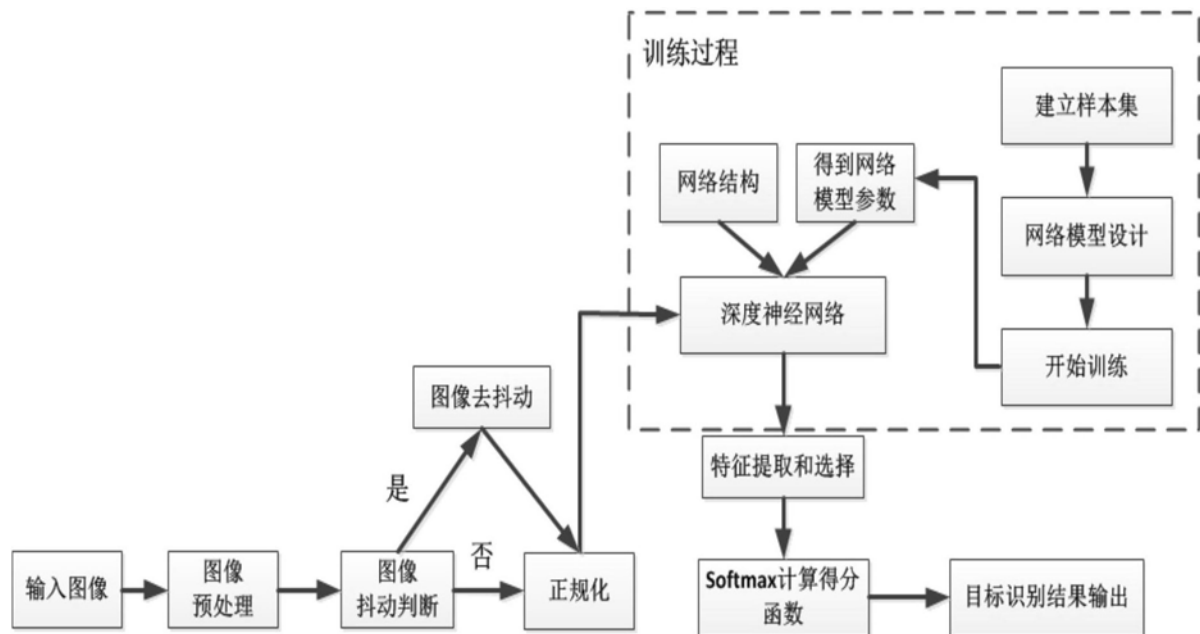 训练过程
建立样本集
网络结构
得到网络
模型参数
网络模型设计
深度神经网络
开始训练
图像去抖动
特征提取和选择
是
否
输入图像
图像
预处理
图像
抖动判断
正规化
Softmax计算得分
函数
目标识别结果输出